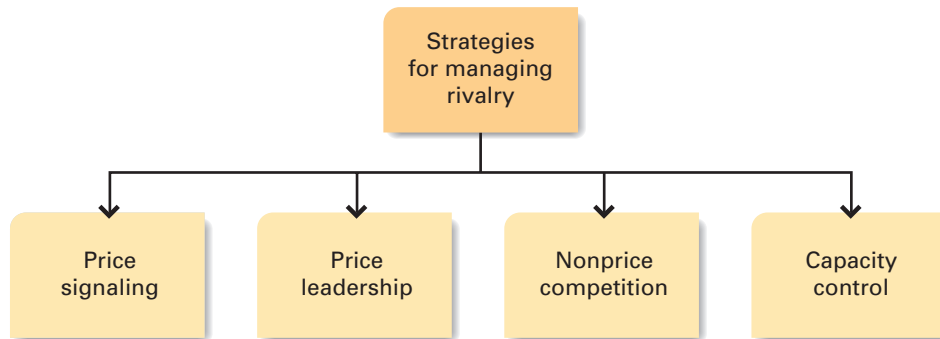 Strategies
for managing
rivalry
Price
signaling
Price
leadership
Nonprice
competition
Capacity
control